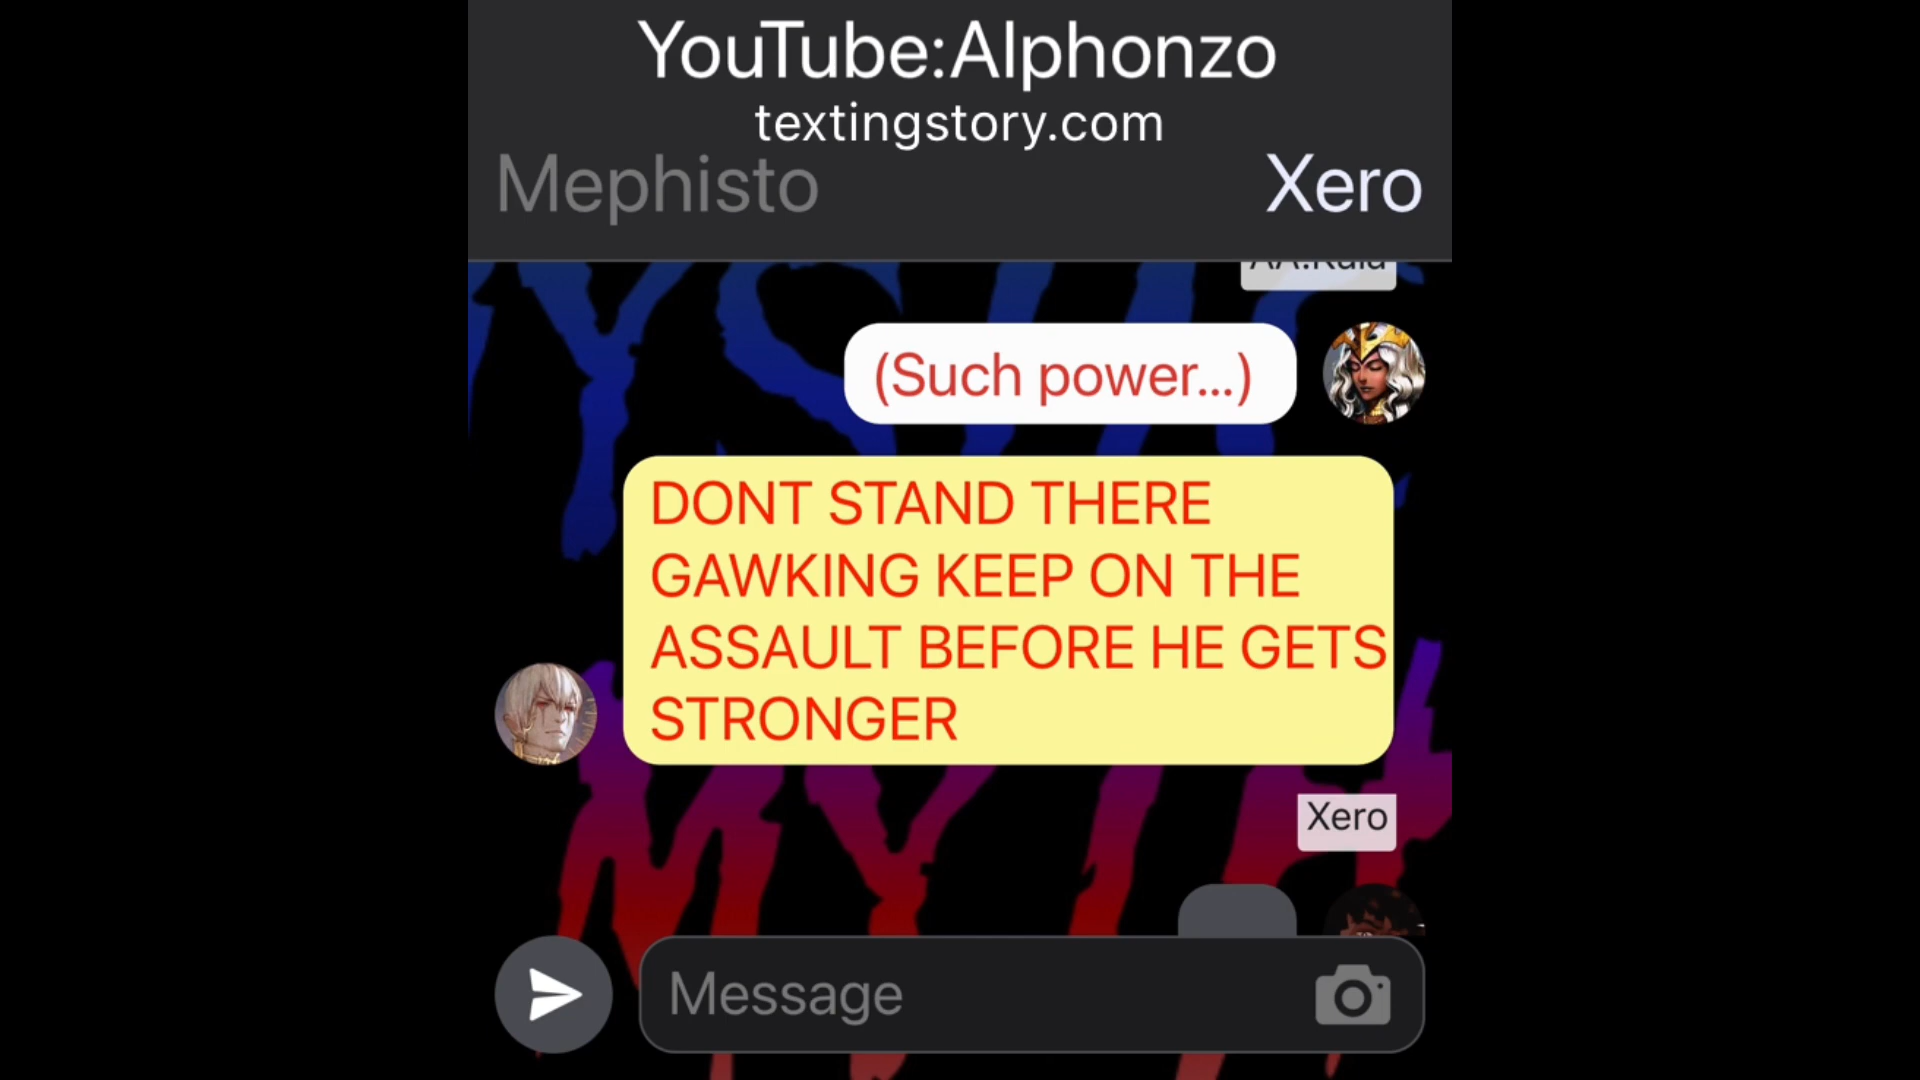 YouTube:Alphonzo
textingstory.com
Mephisto
Xero
(Such power...)
DONT STAND THERE
GAWKING KEEP ON THE
ASSAULT BEFORE HE GETS
STRONGER
Xero
Message